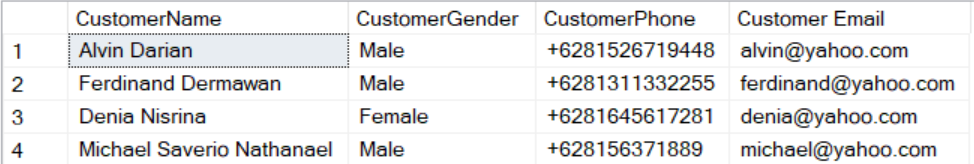 CustomerName CustomerGender CustomerPhone Customer Email
1 Alvin Darian Male +6281526719448 alvin@yahoo.com
2 Ferdinand Dermawan Male +6281311332255 ferdinand@yahoo.com
3 Denia Nisrina Female +6281645617281 denia@yahoo.com
4 Michael Saverio Nathanael Male +628156371889 michael@yahoo.com